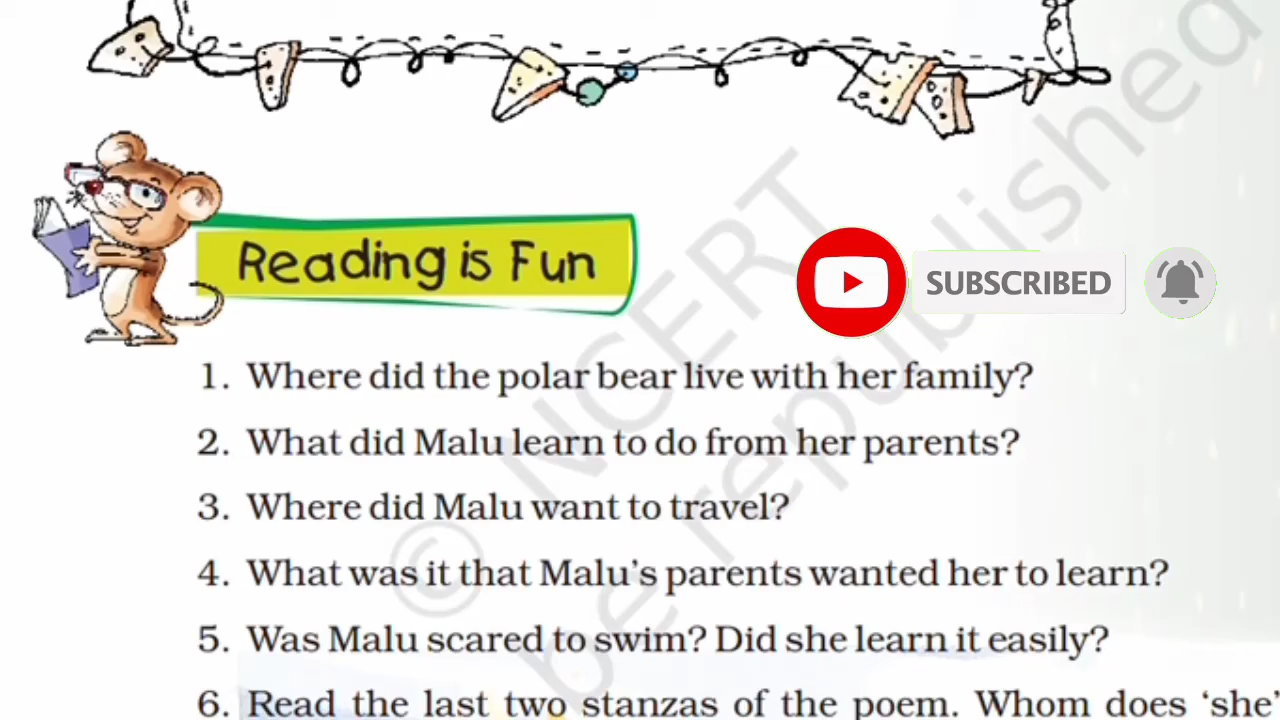 Reading is Fun
SUBSCRIBED
1. Where did the polar bear live with her family?
2. What did Malu learn to do from her parents?
3. Where did Malu want to travel?
4. What was it that Malu's parents wanted her to learn?
5. Was Malu scared to swim? Did she learn it easily?
6. Read the last two stanzas of the poem. Whom does 'she'
© NCERT
be republished